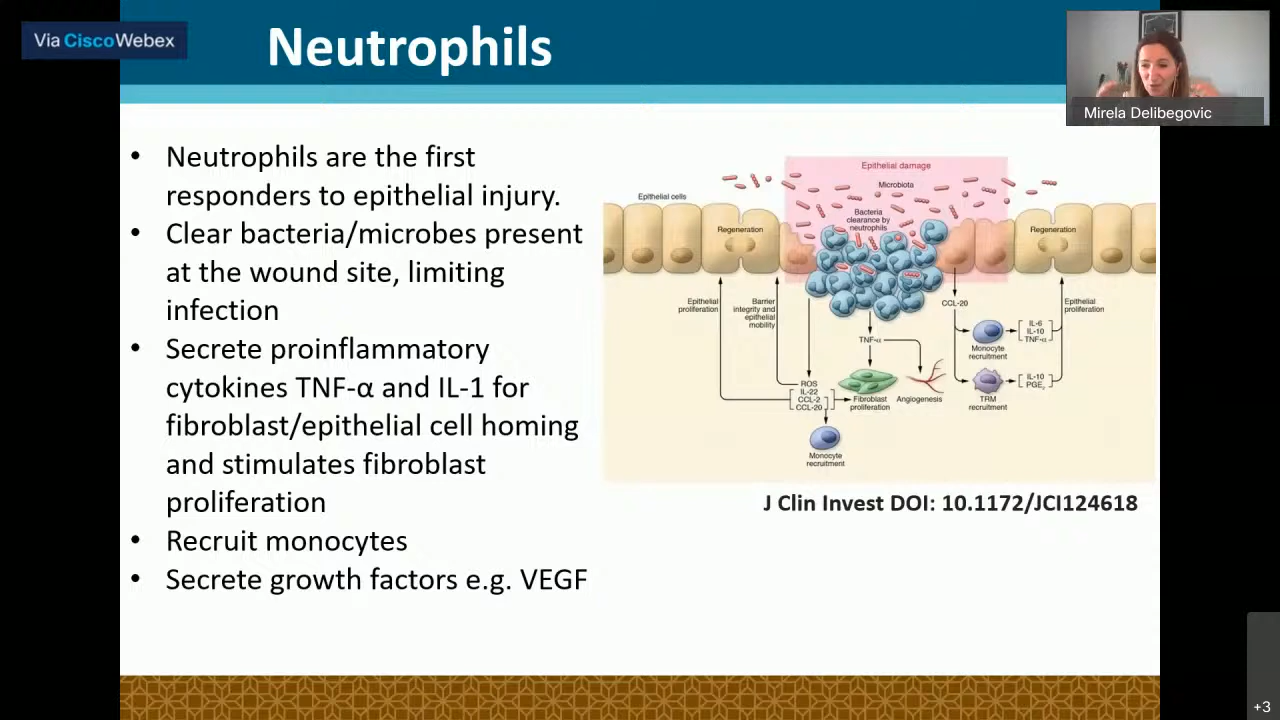 Via CiscoWebex
Neutrophils
Mirela Delibegovic
• Neutrophils are the first
responders to epithelial injury.
• Clear bacteria/microbes present
at the wound site, limiting
infection
• Secrete proinflammatory
cytokines TNF-α and IL-1 for
fibroblast/epithelial cell homing
and stimulates fibroblast
proliferation
• Recruit monocytes
• Secrete growth factors e.g. VEGF
Epithelial damage
Microbiota
Epithelial cells
Bacteria
clearance by
neutrophils
Regeneration
Regeneration
Epithelial
proliferation
Barrier
integrity and
epithelial
mobility
CCL-20
Epithelial
proliferation
TNF-α
Monocyte
recruitment
IL-6
IL-10
TNF-α
ROS
IL-22
CCL-2
CCL-20
Fibroblast
proliferation
Angiogenesis
TRM
recruitment
IL-10
PGE₂
Monocyte
recruitment
J Clin Invest DOI: 10.1172/JCI124618
+3